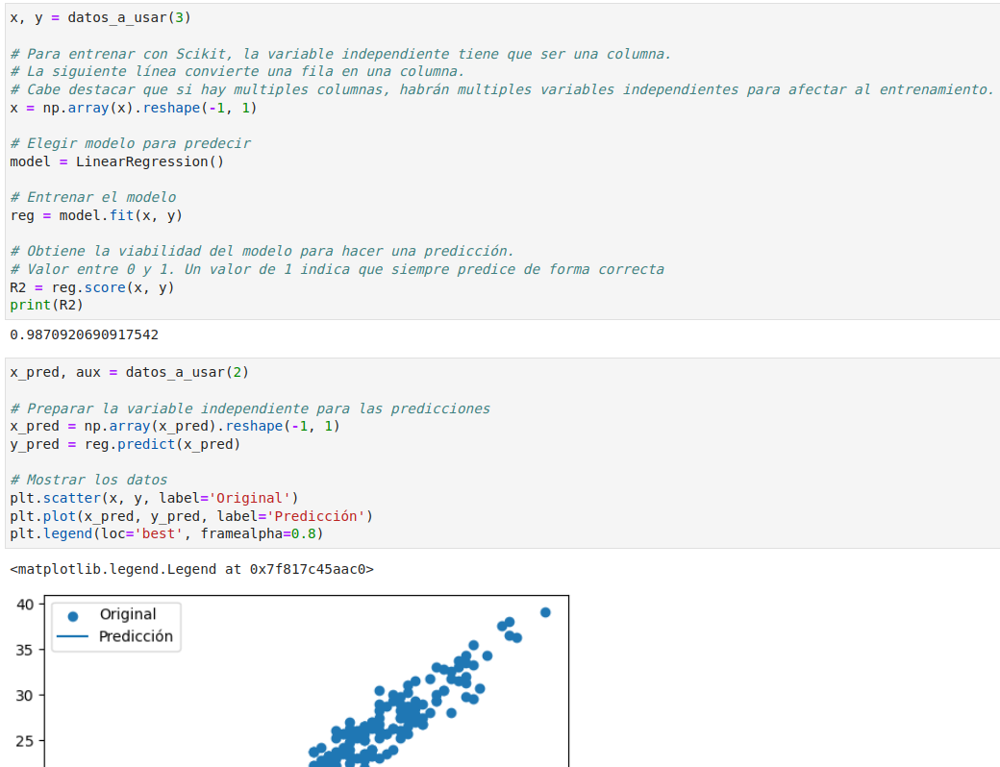 x, y = datos_a_usar(3)
# Para entrenar con Scikit, la variable independiente tiene que ser una columna.
# La siguiente línea convierte una fila en una columna.
# Cabe destacar que si hay multiples columnas, habrán multiples variables independientes para afectar al entrenamiento.
x = np.array(x).reshape(-1, 1)
# Elegir modelo para predecir
model = LinearRegression()
# Entrenar el modelo
reg = model.fit(x, y)
# Obtiene la viabilidad del modelo para hacer una predicción.
# Valor entre 0 y 1. Un valor de 1 indica que siempre predice de forma correcta
R2 = reg.score(x, y)
print(R2)
0.9870920690917542
x_pred, aux = datos_a_usar(2)
# Preparar la variable independiente para las predicciones
x_pred = np.array(x_pred).reshape(-1, 1)
y_pred = reg.predict(x_pred)
# Mostrar los datos
plt.scatter(x, y, label='Original')
plt.plot(x_pred, y_pred, label='Predicción')
plt.legend(loc='best', framealpha=0.8)
<matplotlib.legend.Legend at 0x7f817c45aac0>
40
Original
Predicción
35
30
25